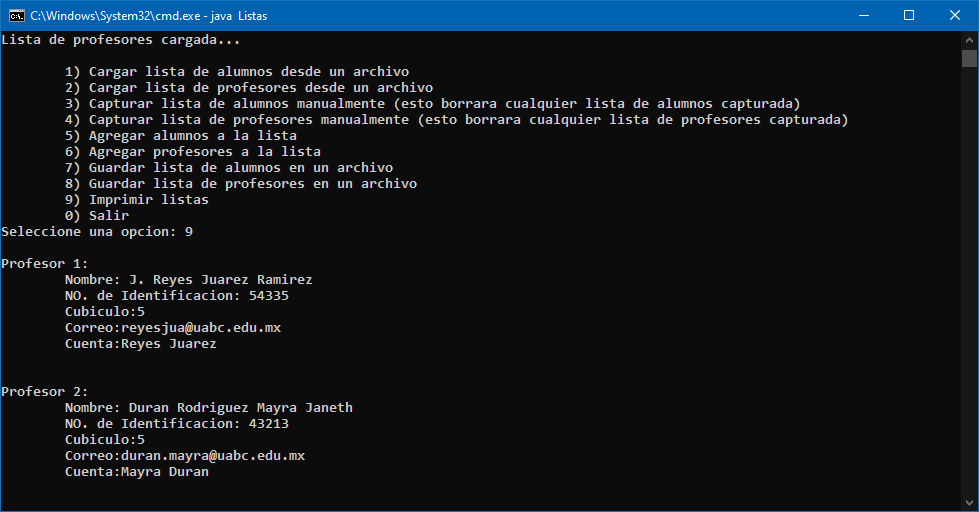 C:\Windows\System32\cmd.exe - java  Listas
Lista de profesores cargada...
1) Cargar lista de alumnos desde un archivo
2) Cargar lista de profesores desde un archivo
3) Capturar lista de alumnos manualmente (esto borrara cualquier lista de alumnos capturada)
4) Capturar lista de profesores manualmente (esto borrara cualquier lista de profesores capturada)
5) Agregar alumnos a la lista
6) Agregar profesores a la lista
7) Guardar lista de alumnos en un archivo
8) Guardar lista de profesores en un archivo
9) Imprimir listas
0) Salir
Seleccione una opcion: 9
Profesor 1:
Nombre: J. Reyes Juarez Ramirez
NO. de Identificacion: 54335
Cubiculo:5
Correo:reyesjua@uabc.edu.mx
Cuenta:Reyes Juarez
Profesor 2:
Nombre: Duran Rodriguez Mayra Janeth
NO. de Identificacion: 43213
Cubiculo:5
Correo:duran.mayra@uabc.edu.mx
Cuenta:Mayra Duran